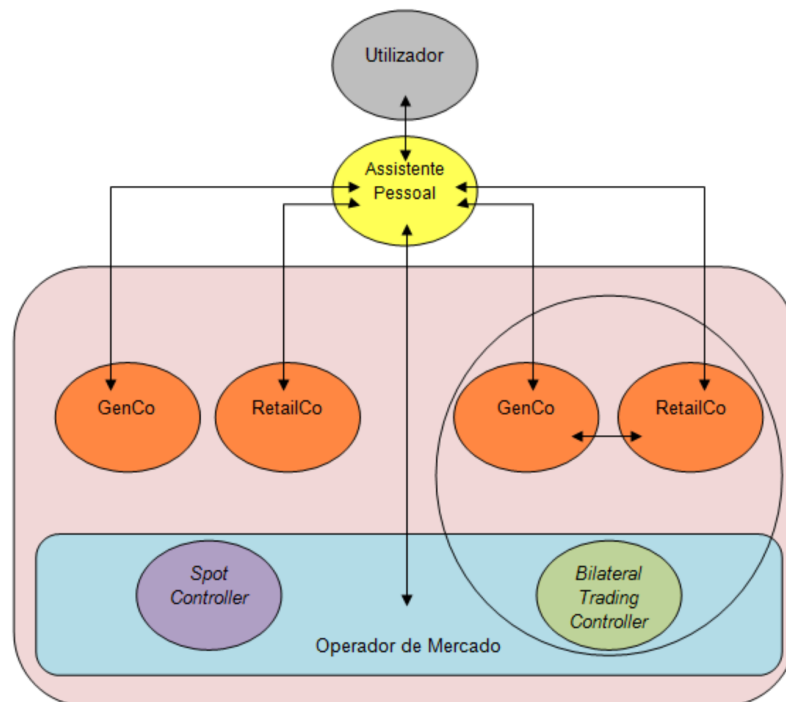 Utilizador
Assistente
Pessoal
GenCo
RetailCo
GenCo
RetailCo
Spot
Controller
Bilateral
Trading
Controller
Operador de Mercado